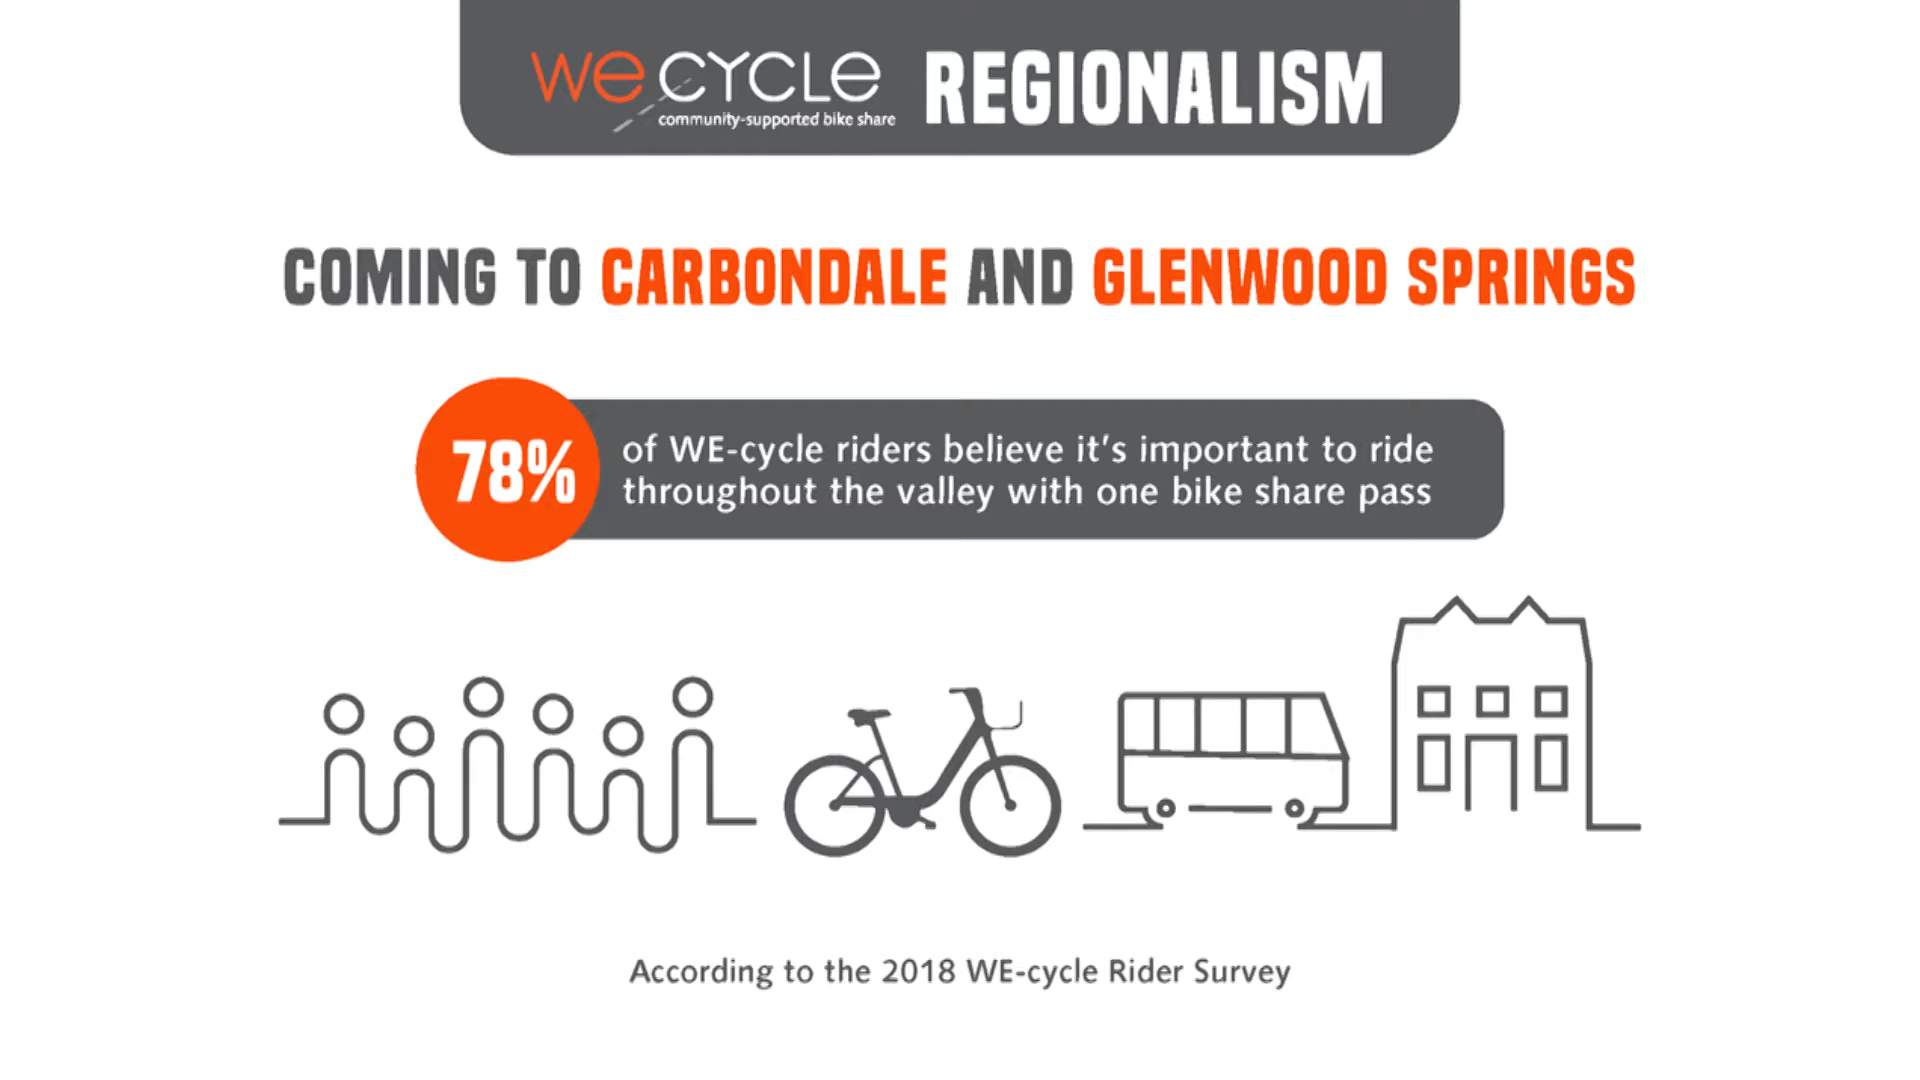 WE CYCLE REGIONALISM
community-supported bike share
COMING TO CARBONDALE AND GLENWOOD SPRINGS
78%
of WE-cycle riders believe it's important to ride
throughout the valley with one bike share pass
According to the 2018 WE-cycle Rider Survey